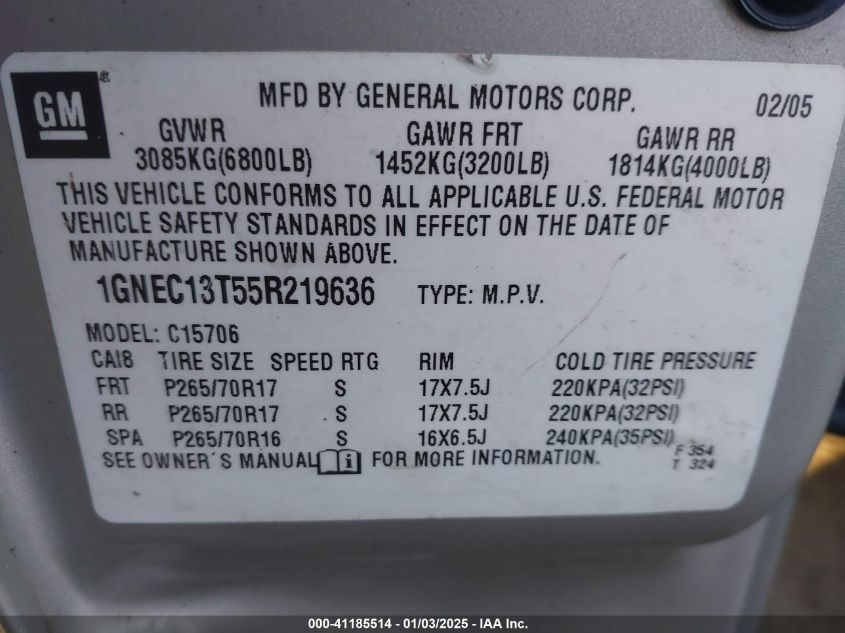 GM
MFD BY GENERAL MOTORS CORP. 02/05
GVWR GAWR FRT GAWR RR
3085KG(6800LB) 1452KG(3200LB) 1814KG(4000LB)
THIS VEHICLE CONFORMS TO ALL APPLICABLE U.S. FEDERAL MOTOR
VEHICLE SAFETY STANDARDS IN EFFECT ON THE DATE OF
MANUFACTURE SHOWN ABOVE.
1GNEC13T55R219636 TYPE: M.P.V.
MODEL: C15706
CAI8 TIRE SIZE SPEED RTG RIM COLD TIRE PRESSURE
FRT P265/70R17 S 17X7.5J 220KPA(32PSI)
RR P265/70R17 S 17X7.5J 220KPA(32PSI)
SPA P265/70R16 S 16X6.5J 240KPA(35PSI)
SEE OWNER´S MANUAL FOR MORE INFORMATION.
F 354
T 324
000-41185514 - 01/03/2025 - IAA Inc.